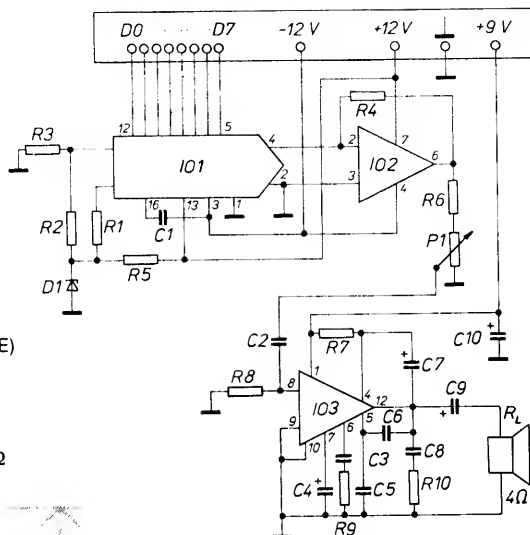 D0 · · · D7 -12 V +12 V +9 V
R3 12 5 4 R4 2 7
IO1 IO2 6
2 3 4
R6
16 13 3 1
C1
R2 R1 P1
R5
D1
C2 R7 C10 +
E)
1 + C7
R8 8 4 C9
IO3 12 + R_L
9 5 C6
10 7 6 C8
C3
Ω C4 + C5 R10 4Ω
R9